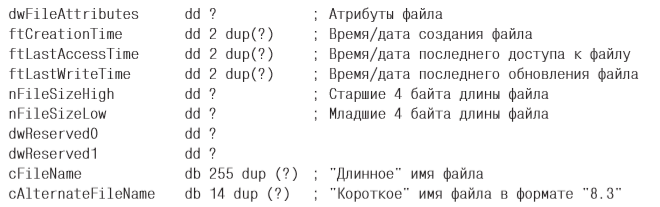 dwFileAttributes dd ? ; Атрибуты файла
ftCreationTime dd 2 dup(?) ; Время/дата создания файла
ftLastAccessTime dd 2 dup(?) ; Время/дата последнего доступа к файлу
ftLastWriteTime dd 2 dup(?) ; Время/дата последнего обновления файла
nFileSizeHigh dd ? ; Старшие 4 байта длины файла
nFileSizeLow dd ? ; Младшие 4 байта длины файла
dwReserved0 dd ?
dwReserved1 dd ?
cFileName db 255 dup (?) ; "Длинное" имя файла
cAlternateFileName db 14 dup (?) ; "Короткое" имя файла в формате "8.3"